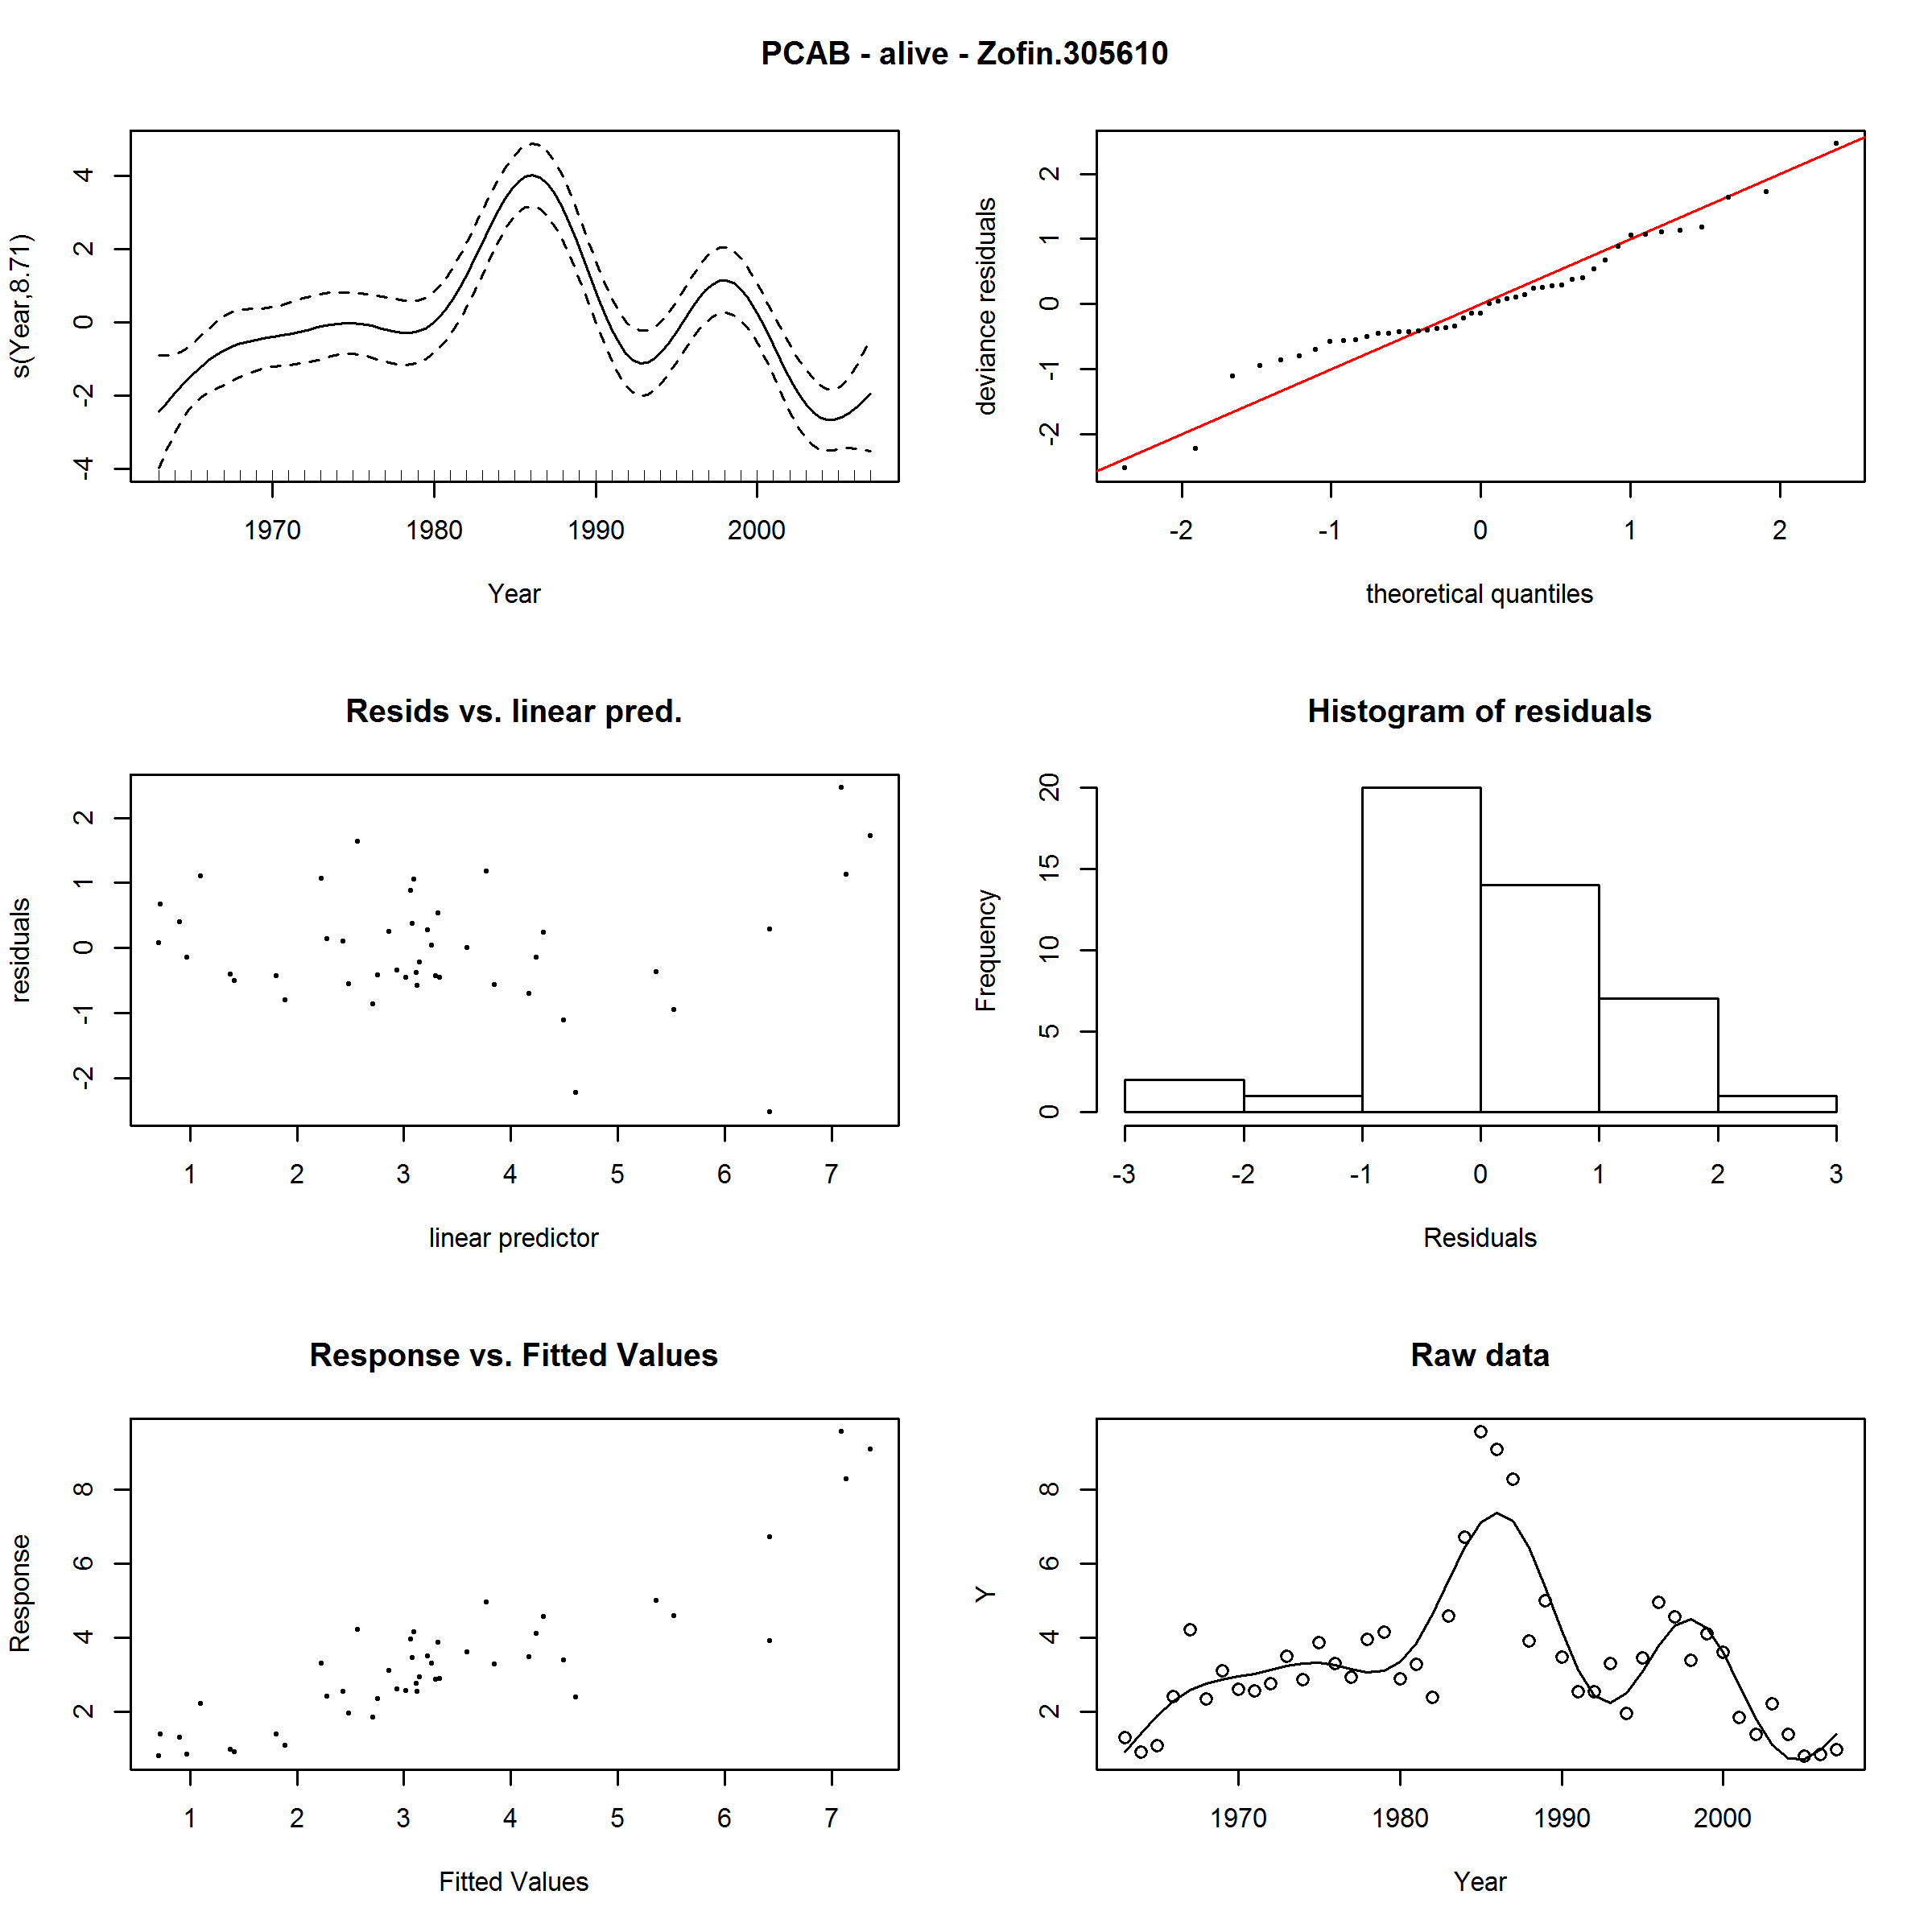 PCAB - alive - Zofin.305610
s(Year,8.71)
-4 -2 0 2 4
1970 1980 1990 2000
Year
deviance residuals
-2 -1 0 1 2
-2 -1 0 1 2
theoretical quantiles
Resids vs. linear pred.
residuals
-2 -1 0 1 2
1 2 3 4 5 6 7
linear predictor
Histogram of residuals
Frequency
0 5 10 15 20
-3 -2 -1 0 1 2 3
Residuals
Response vs. Fitted Values
Response
2 4 6 8
1 2 3 4 5 6 7
Fitted Values
Raw data
Y
2 4 6 8
1970 1980 1990 2000
Year